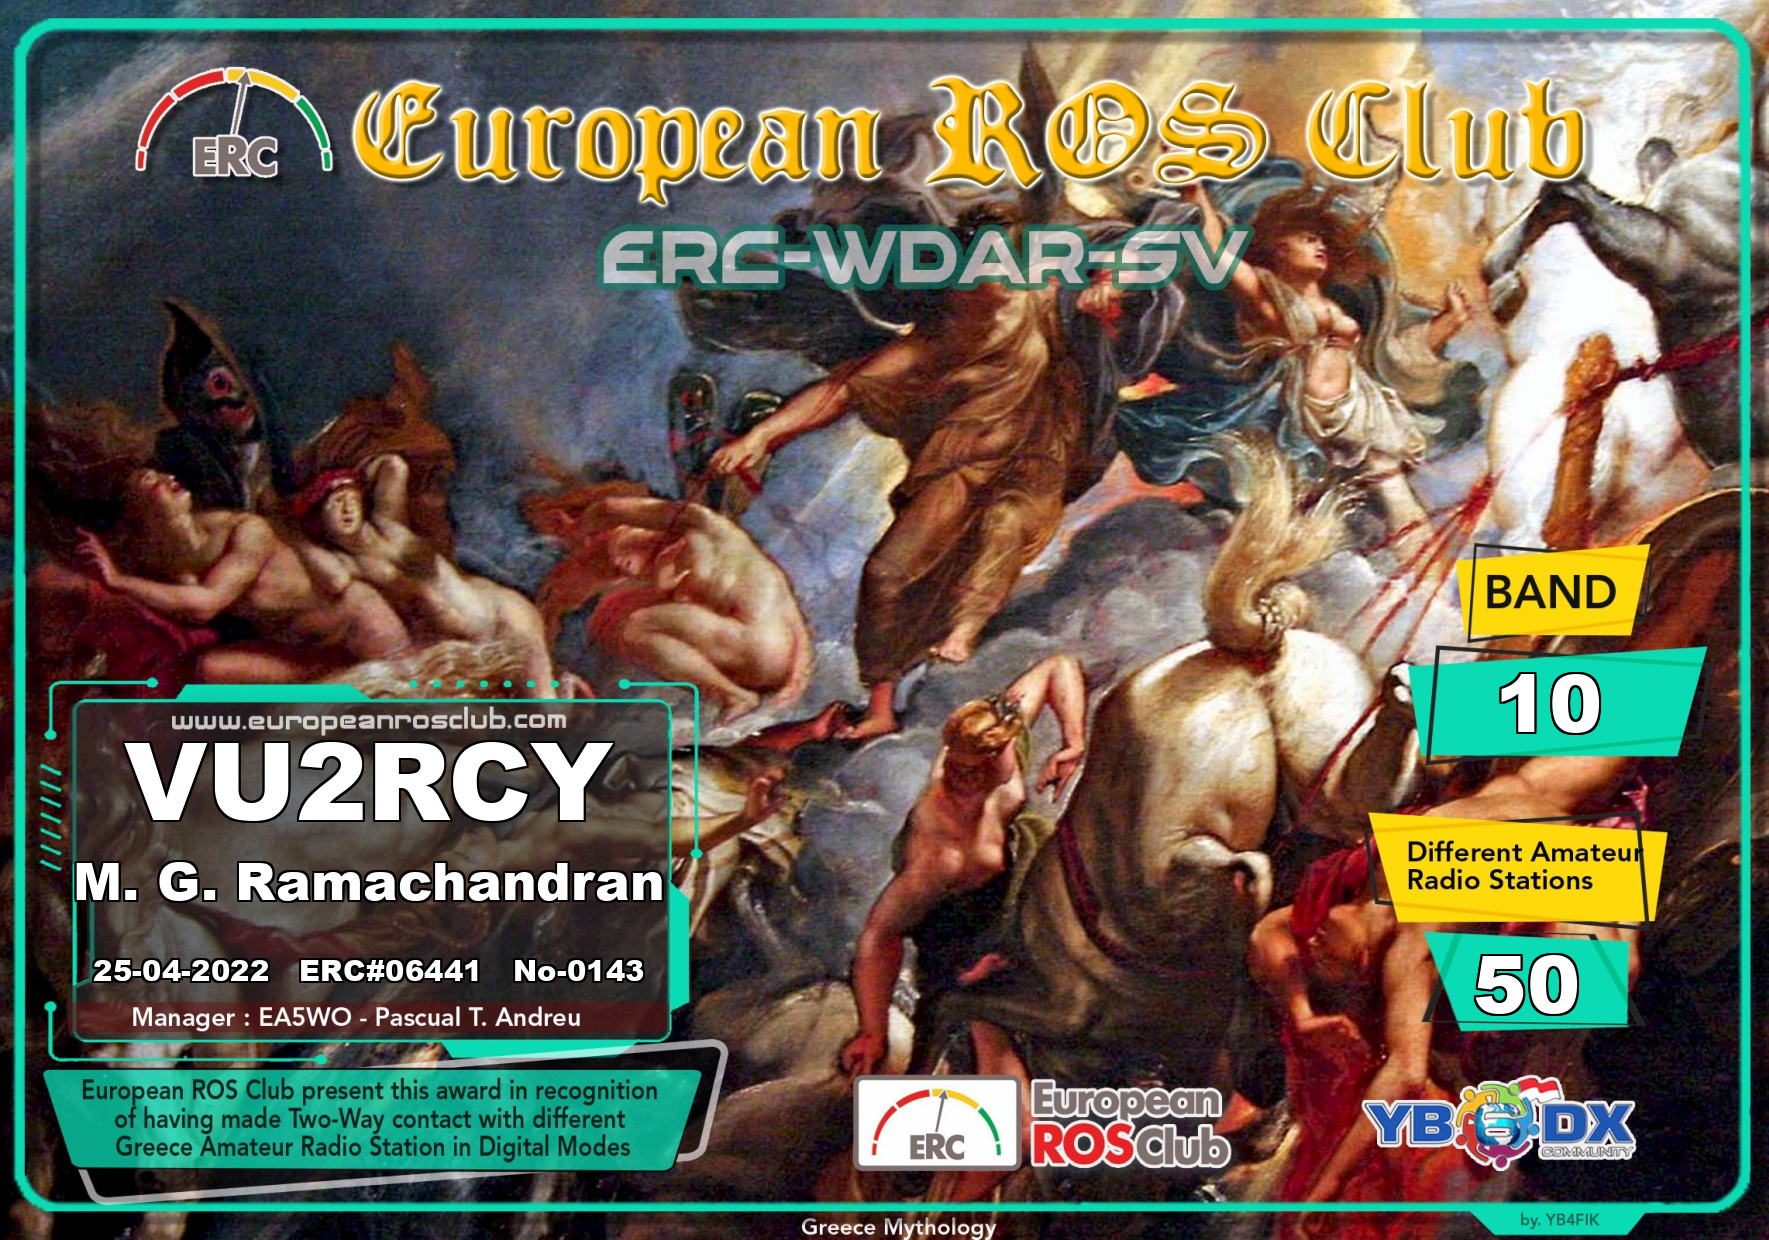 ERC
European ROS Club
ERC-WDAR-SV
BAND
10
www.europeanrosclub.com
VU2RCY
M. G. Ramachandran
25-04-2022 ERC#06441 No-0143
Manager : EA5WO - Pascual T. Andreu
Different Amateur
Radio Stations
50
European ROS Club present this award in recognition
of having made Two-Way contact with different
Greece Amateur Radio Station in Digital Modes
ERC
European
ROSClub
YB DX
COMMUNITY
Greece Mythology
by. YB4FIK